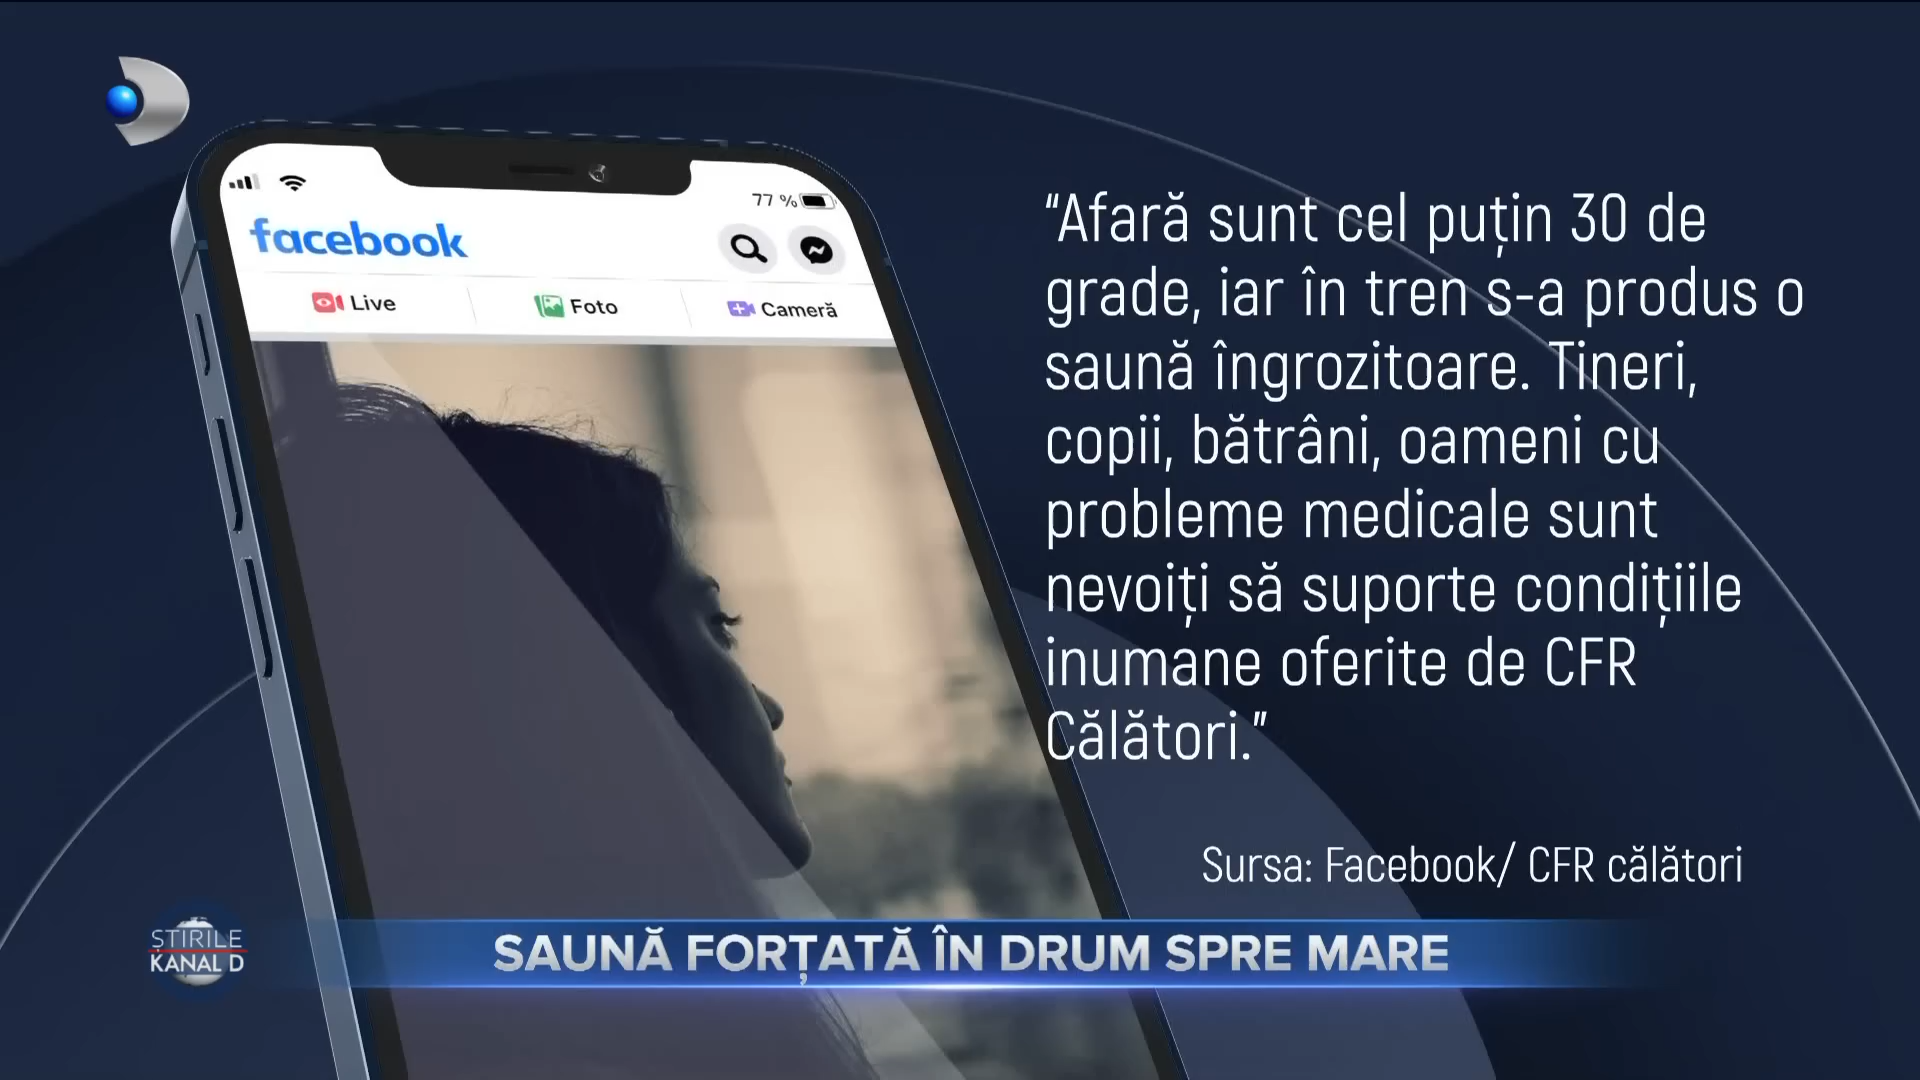 77 %
facebook
Live
Foto
Cameră
“Afară sunt cel puțin 30 de
grade, iar în tren s-a produs o
saună îngrozitoare. Tineri,
copii, bătrâni, oameni cu
probleme medicale sunt
nevoiți să suporte condițiile
inumane oferite de CFR
Călători.”
Sursa: Facebook/ CFR călători
ȘTIRILE
KANAL D
SAUNĂ FORȚATĂ ÎN DRUM SPRE MARE